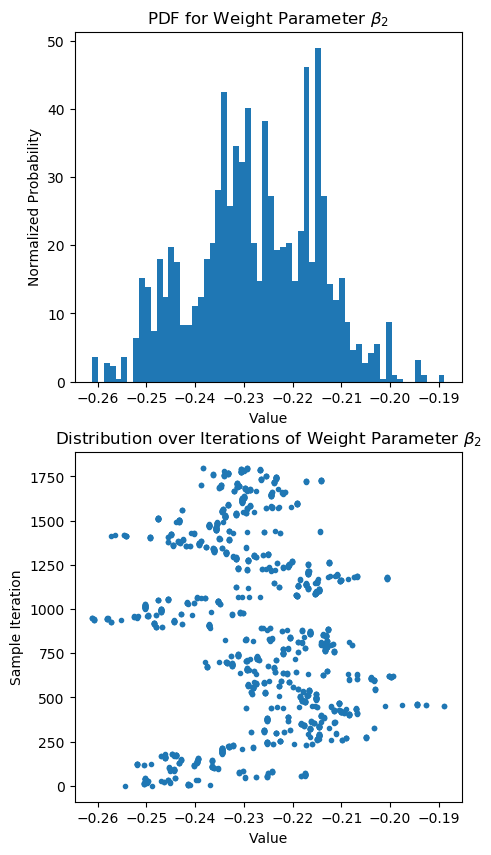 PDF for Weight Parameter β₂
50
40
30
20
10
0
Normalized Probability
−0.26 −0.25 −0.24 −0.23 −0.22 −0.21 −0.20 −0.19
Value
Distribution over Iterations of Weight Parameter β₂
1750
1500
1250
1000
750
500
250
0
Sample Iteration
−0.26 −0.25 −0.24 −0.23 −0.22 −0.21 −0.20 −0.19
Value